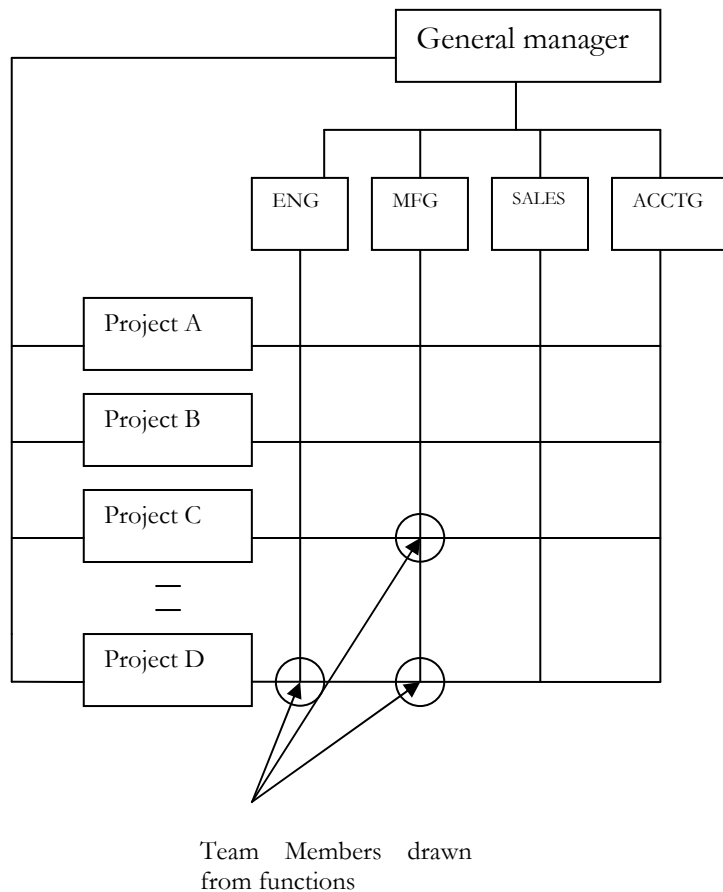 General manager
ENG
MFG
SALES
ACCTG
Project A
Project B
Project C
Project D
Team Members drawn
from functions